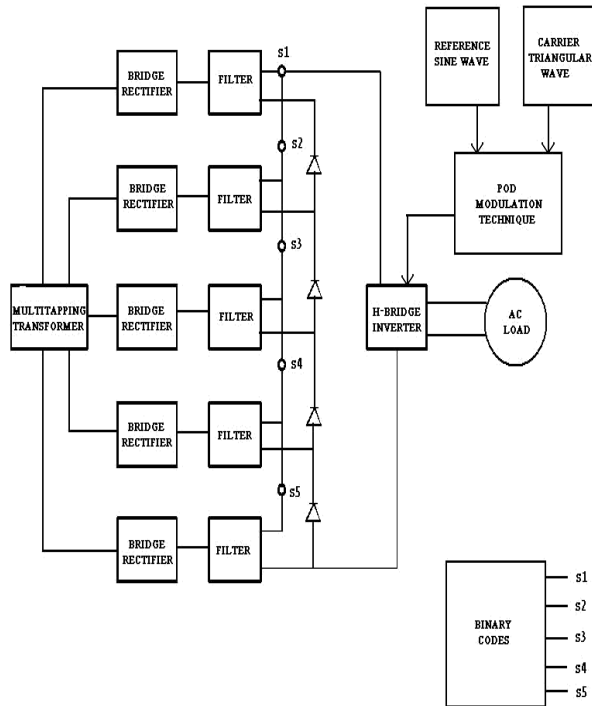 s1
BRIDGE
RECTIFIER
FILTER
REFERENCE
SINE WAVE
CARRIER
TRIANGULAR
WAVE
s2
BRIDGE
RECTIFIER
FILTER
POD
MODULATION
TECHNIQUE
s3
MULTITAPPING
TRANSFORMER
BRIDGE
RECTIFIER
FILTER
H-BRIDGE
INVERTER
AC
LOAD
s4
BRIDGE
RECTIFIER
FILTER
s5
BRIDGE
RECTIFIER
FILTER
BINARY
CODES
s1
s2
s3
s4
s5